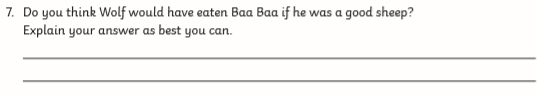 7. Do you think Wolf would have eaten Baa Baa if he was a good sheep?
Explain your answer as best you can.